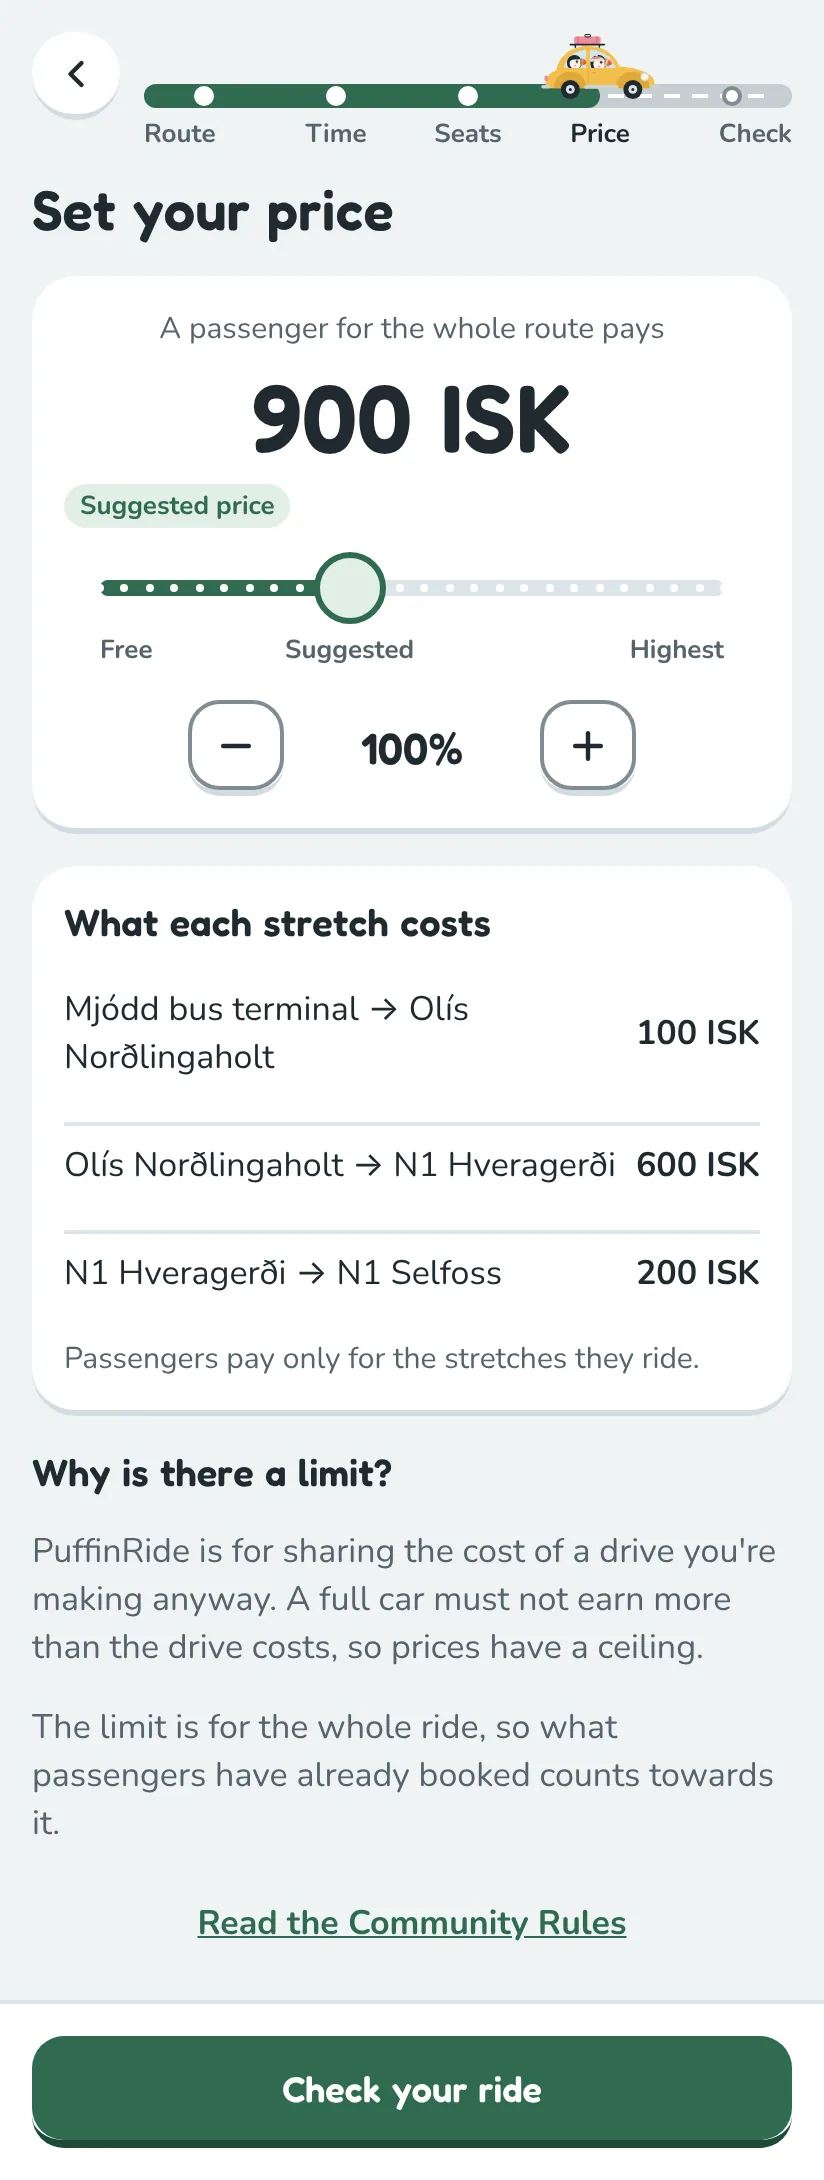 Route Time Seats Price Check
Set your price
A passenger for the whole route pays
900 ISK
Suggested price
Free Suggested Highest
100%
What each stretch costs
Mjódd bus terminal → Olís
Norðlingaholt
100 ISK
Olís Norðlingaholt → N1 Hveragerði 600 ISK
N1 Hveragerði → N1 Selfoss 200 ISK
Passengers pay only for the stretches they ride.
Why is there a limit?
PuffinRide is for sharing the cost of a drive you're
making anyway. A full car must not earn more
than the drive costs, so prices have a ceiling.
The limit is for the whole ride, so what
passengers have already booked counts towards
it.
Read the Community Rules
Check your ride